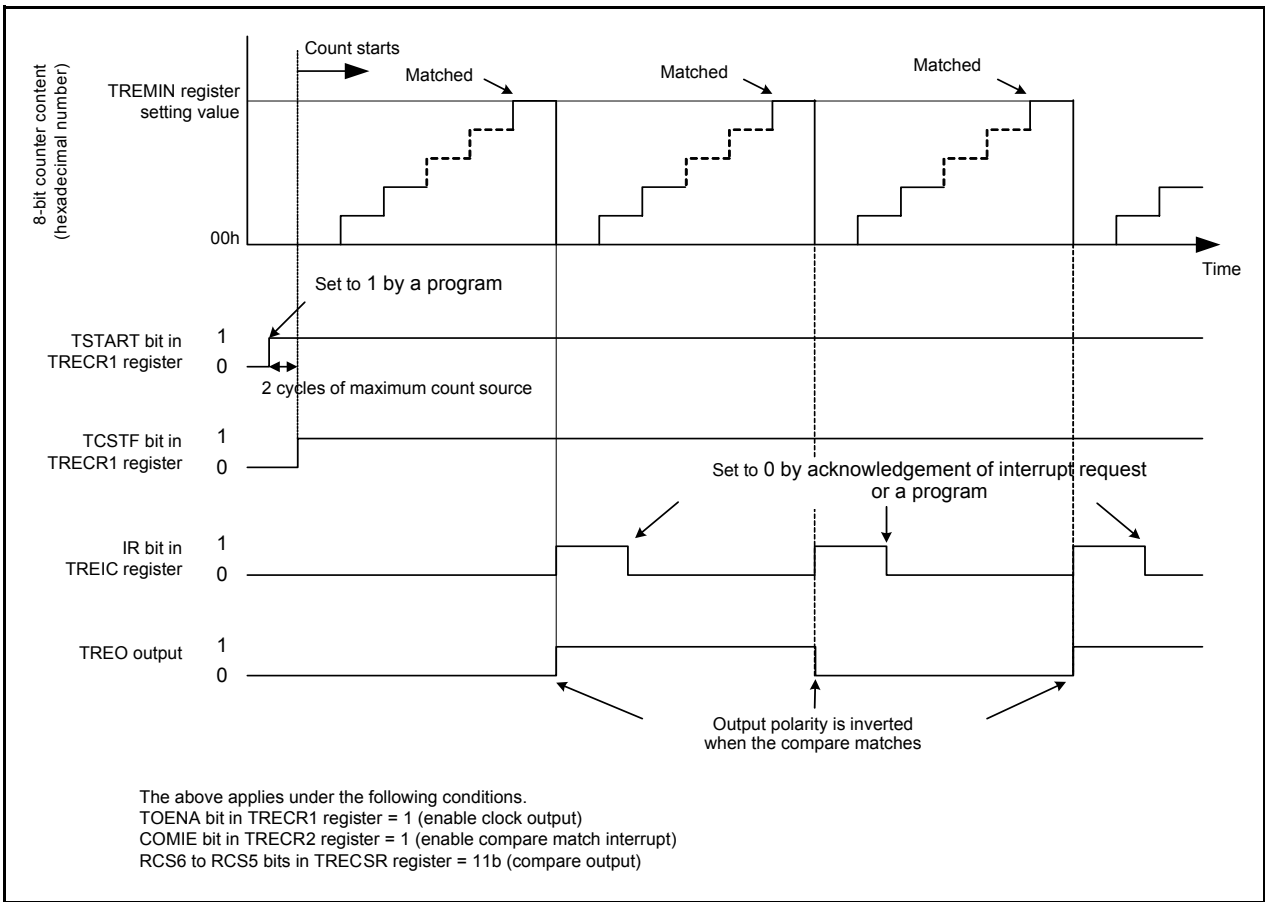 8-bit counter content
(hexadecimal number)
Count starts
Matched
Matched
Matched
TREMIN register
setting value
00h
Time
Set to 1 by a program
TSTART bit in
TRECR1 register
1
0
2 cycles of maximum count source
TCSTF bit in
TRECR1 register
1
0
Set to 0 by acknowledgement of interrupt request
or a program
IR bit in
TREIC register
1
0
TREO output
1
0
Output polarity is inverted
when the compare matches
The above applies under the following conditions.
TOENA bit in TRECR1 register = 1 (enable clock output)
COMIE bit in TRECR2 register = 1 (enable compare match interrupt)
RCS6 to RCS5 bits in TRECSR register = 11b (compare output)